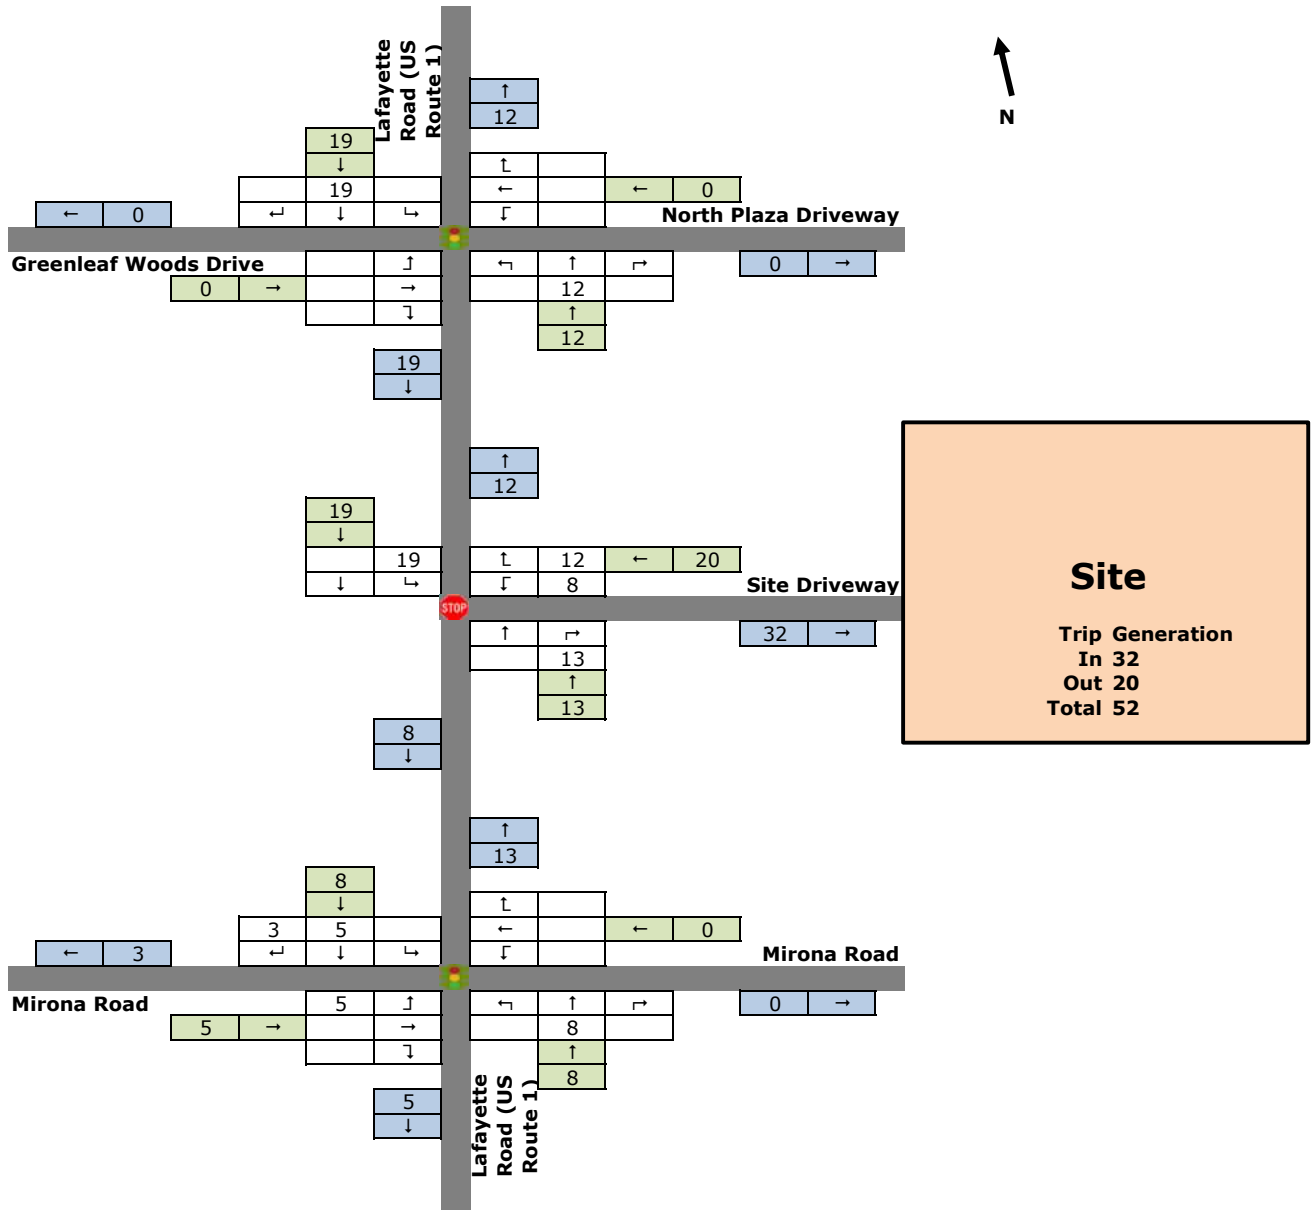 Lafayette
Road (US
Route 1)
↑
12
N
19
↓
↱
19
← ← 0
← 0 ↵ ↓ ↳ ↓ North Plaza Driveway
Greenleaf Woods Drive ↑ ↰ ↑ ↱ 0 →
0 → → 12
↴ ↑
12
19
↓
↑
12
19
↓
19 ↑ 12 ← 20
↓ ↳ ↓ 8 Site Driveway
STOP
↑ ↱ 32 →
13
↑
13
Site
Trip Generation
In 32
Out 20
Total 52
8
↓
↑
13
8
↓ ↑
3 5 ← ← 0
← 3 ↵ ↓ ↳ ↓ Mirona Road
Mirona Road 5 ↑ ↰ ↑ ↱ 0 →
5 → → 8
↴ ↑
8
5
↓
Lafayette
Road (US
Route 1)